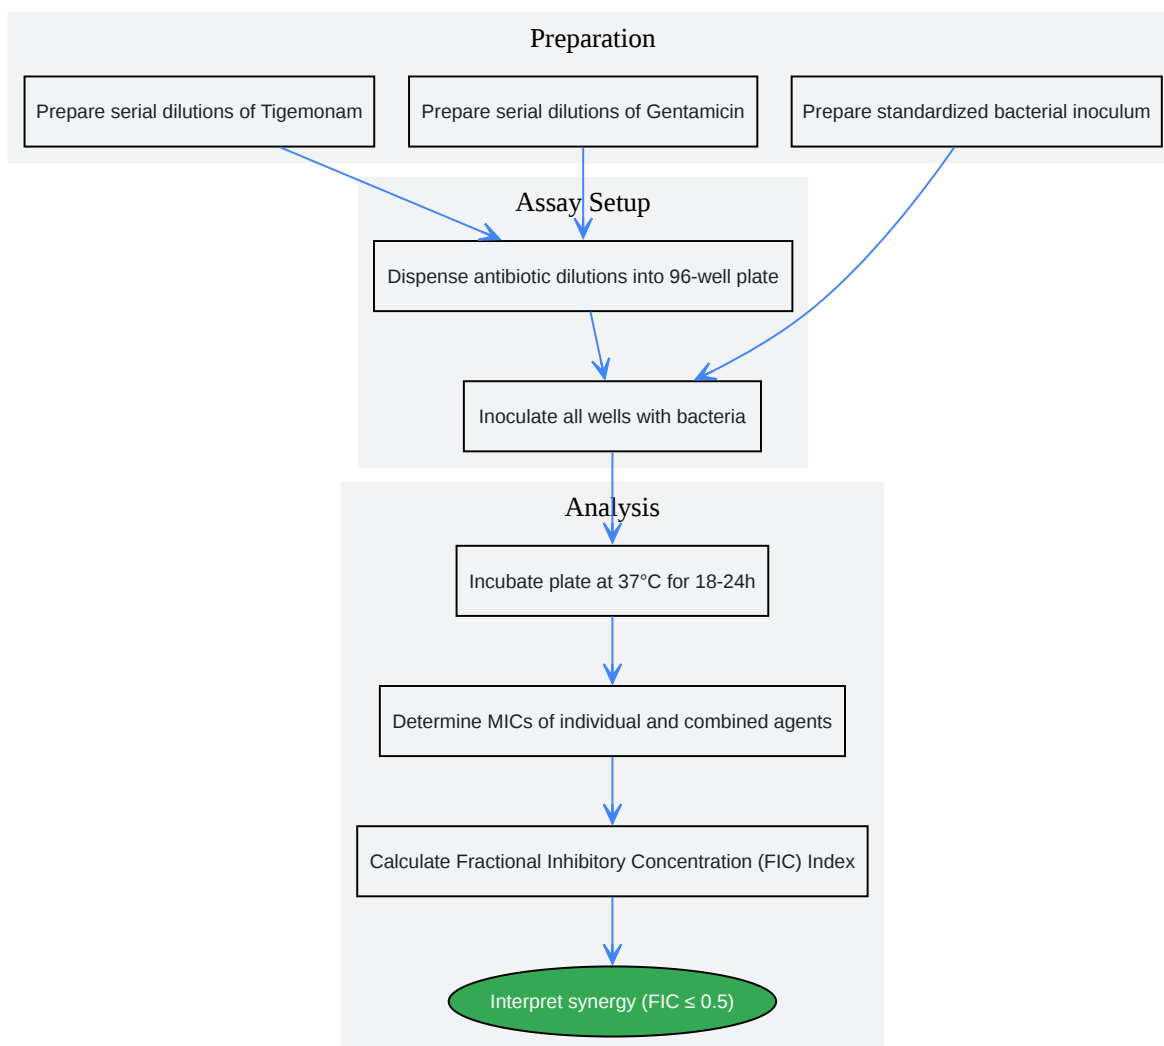 Preparation
Prepare serial dilutions of Tigemonam
Prepare serial dilutions of Gentamicin
Prepare standardized bacterial inoculum
Assay Setup
Dispense antibiotic dilutions into 96-well plate
Inoculate all wells with bacteria
Analysis
Incubate plate at 37°C for 18-24h
Determine MICs of individual and combined agents
Calculate Fractional Inhibitory Concentration (FIC) Index
Interpret synergy (FIC ≤ 0.5)